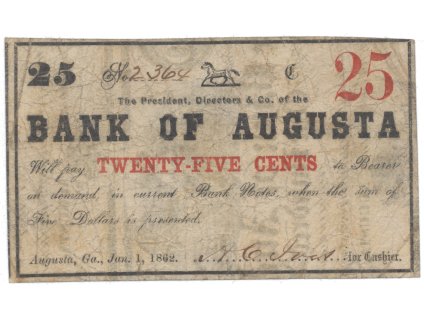 25 No 2364 C 25
The President, Directors & Co. of the
BANK OF AUGUSTA
Will pay TWENTY-FIVE CENTS to Bearer
on demand, in current Bank Notes, when the sum of
Five Dollars is presented.
Augusta, Ga., Jan. 1, 1862. for Cashier.